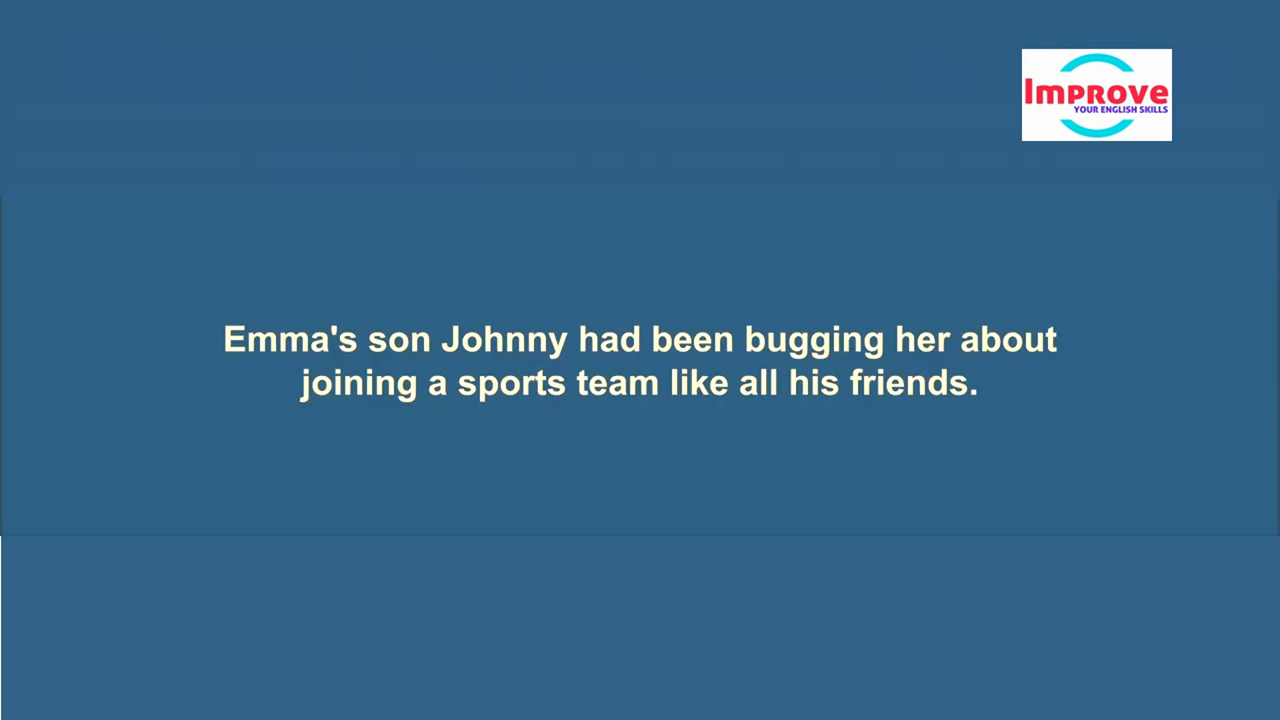 Improve
YOUR ENGLISH SKILLS
Emma's son Johnny had been bugging her about
joining a sports team like all his friends.